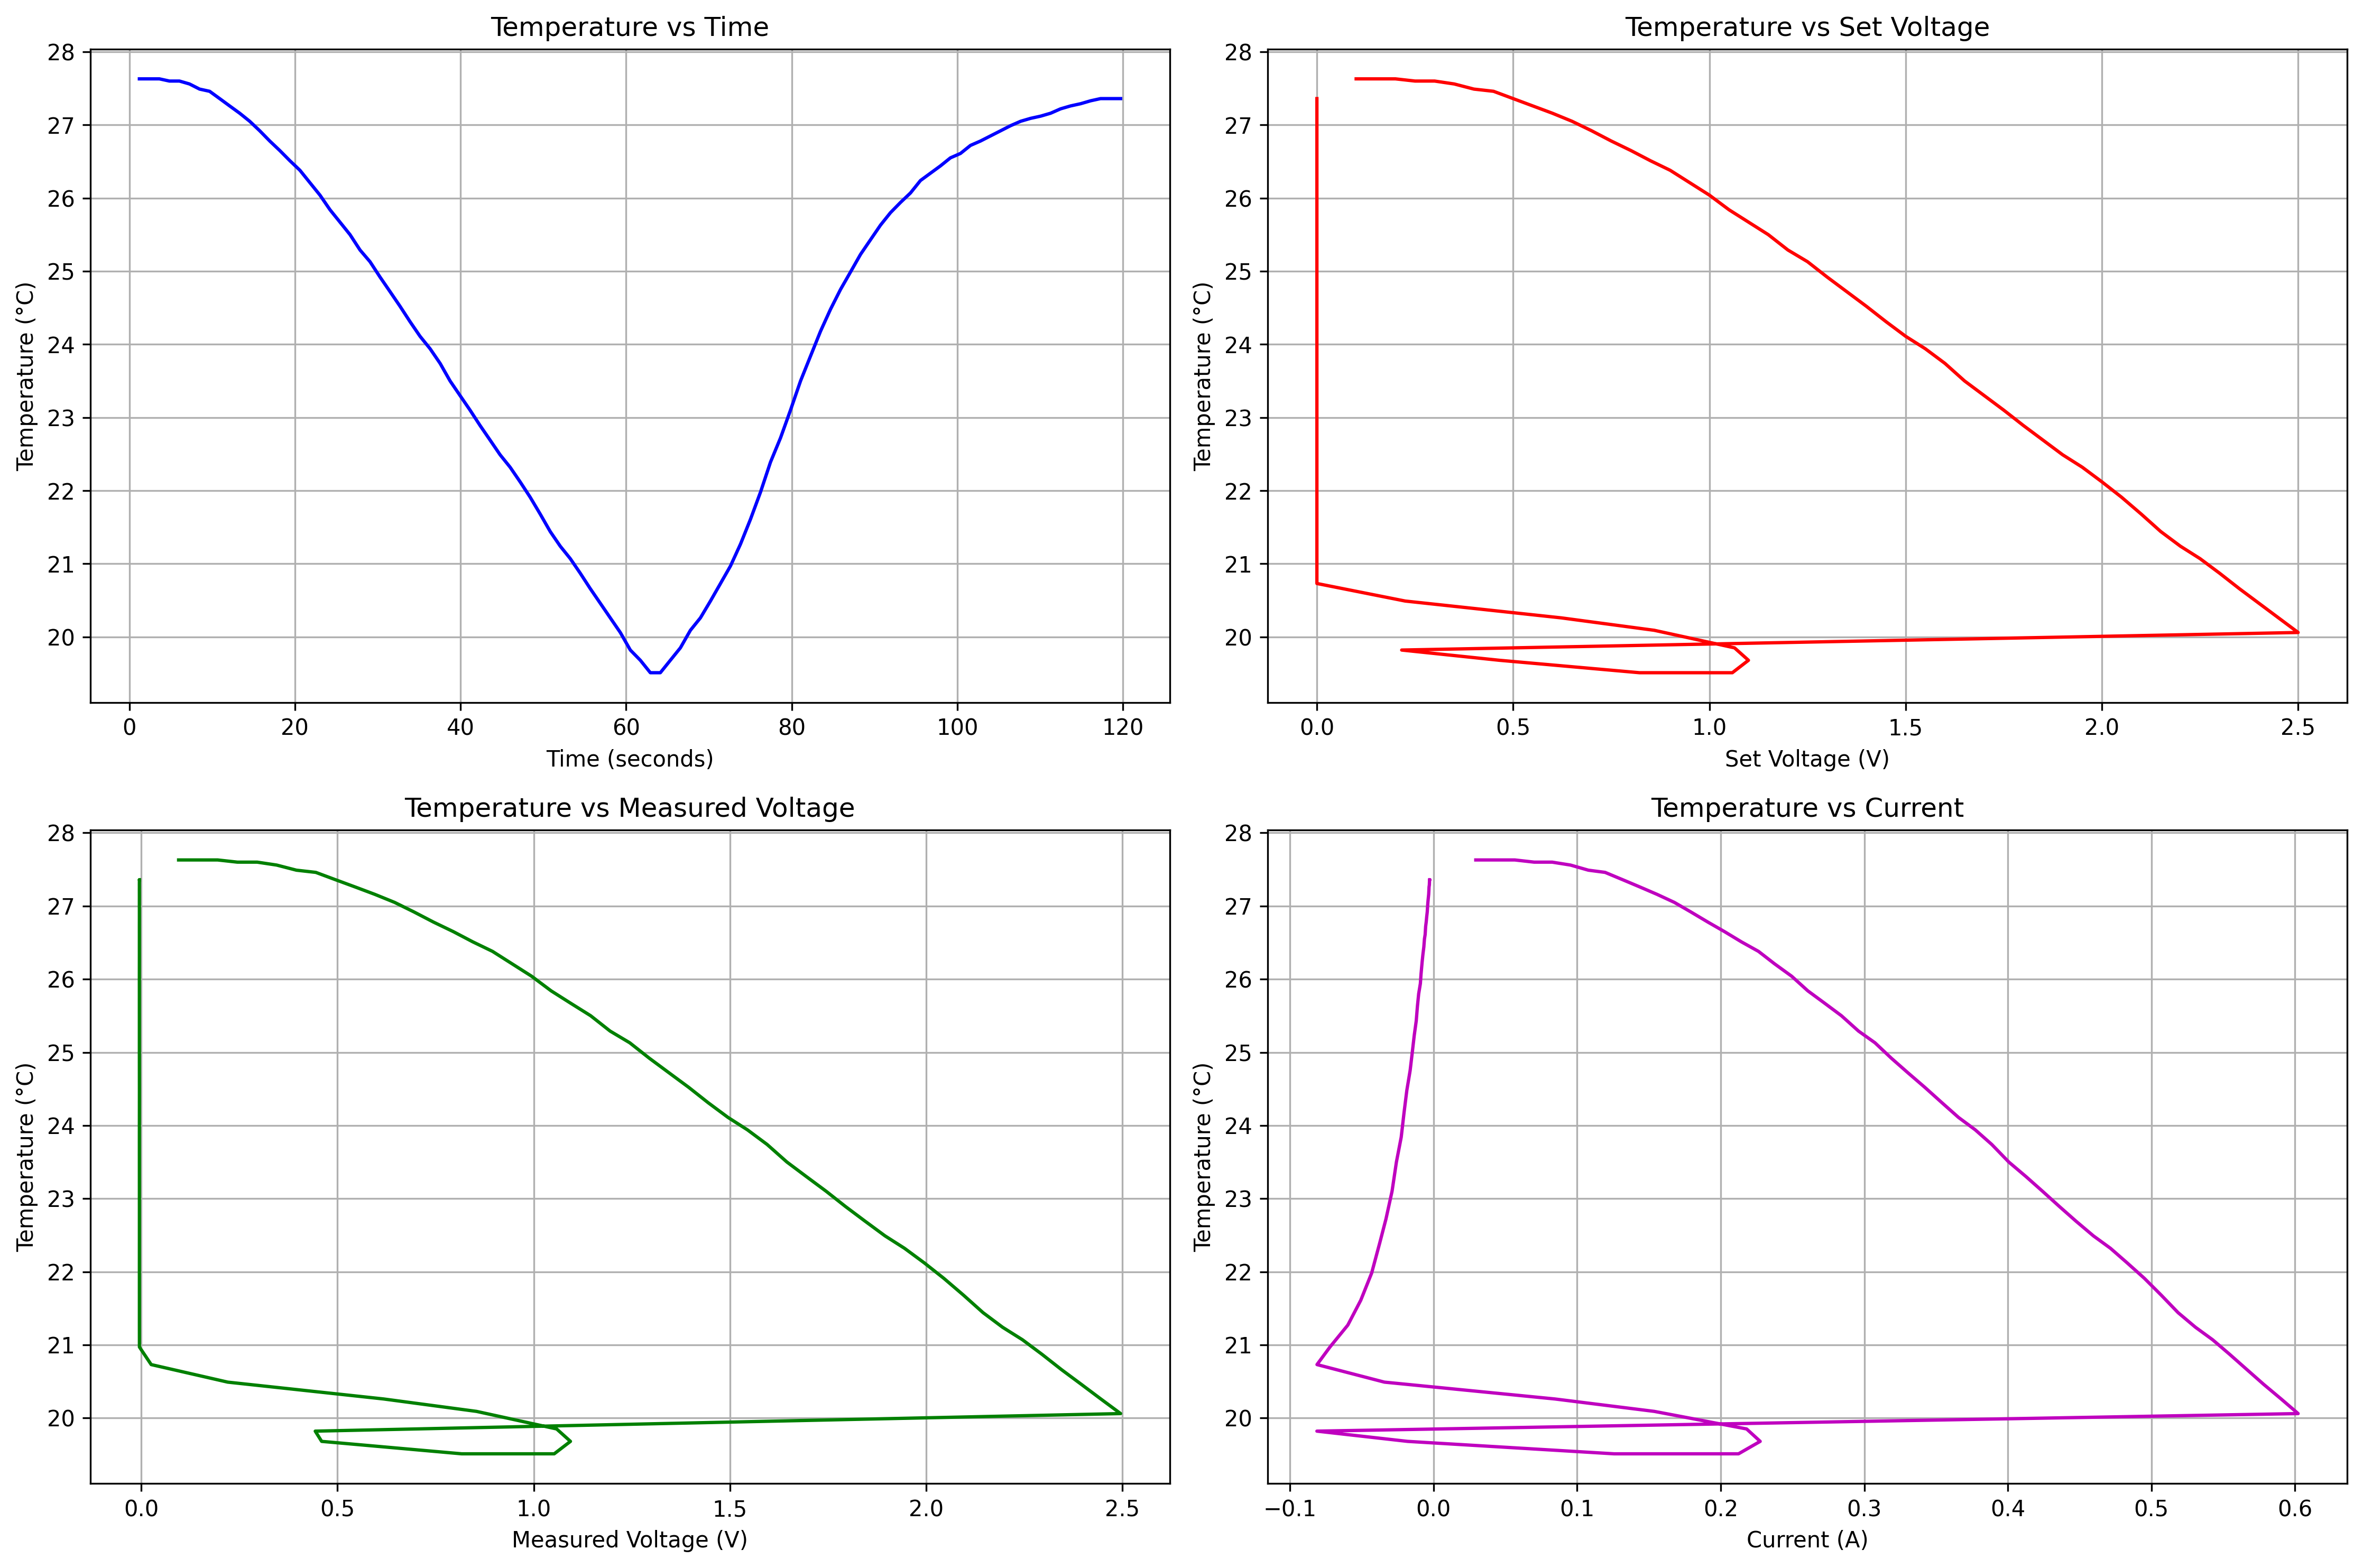 Temperature vs Time
Temperature (°C)
28
27
26
25
24
23
22
21
20
0 20 40 60 80 100 120
Time (seconds)
Temperature vs Set Voltage
Temperature (°C)
28
27
26
25
24
23
22
21
20
0.0 0.5 1.0 1.5 2.0 2.5
Set Voltage (V)
Temperature vs Measured Voltage
Temperature (°C)
28
27
26
25
24
23
22
21
20
0.0 0.5 1.0 1.5 2.0 2.5
Measured Voltage (V)
Temperature vs Current
Temperature (°C)
28
27
26
25
24
23
22
21
20
−0.1 0.0 0.1 0.2 0.3 0.4 0.5 0.6
Current (A)